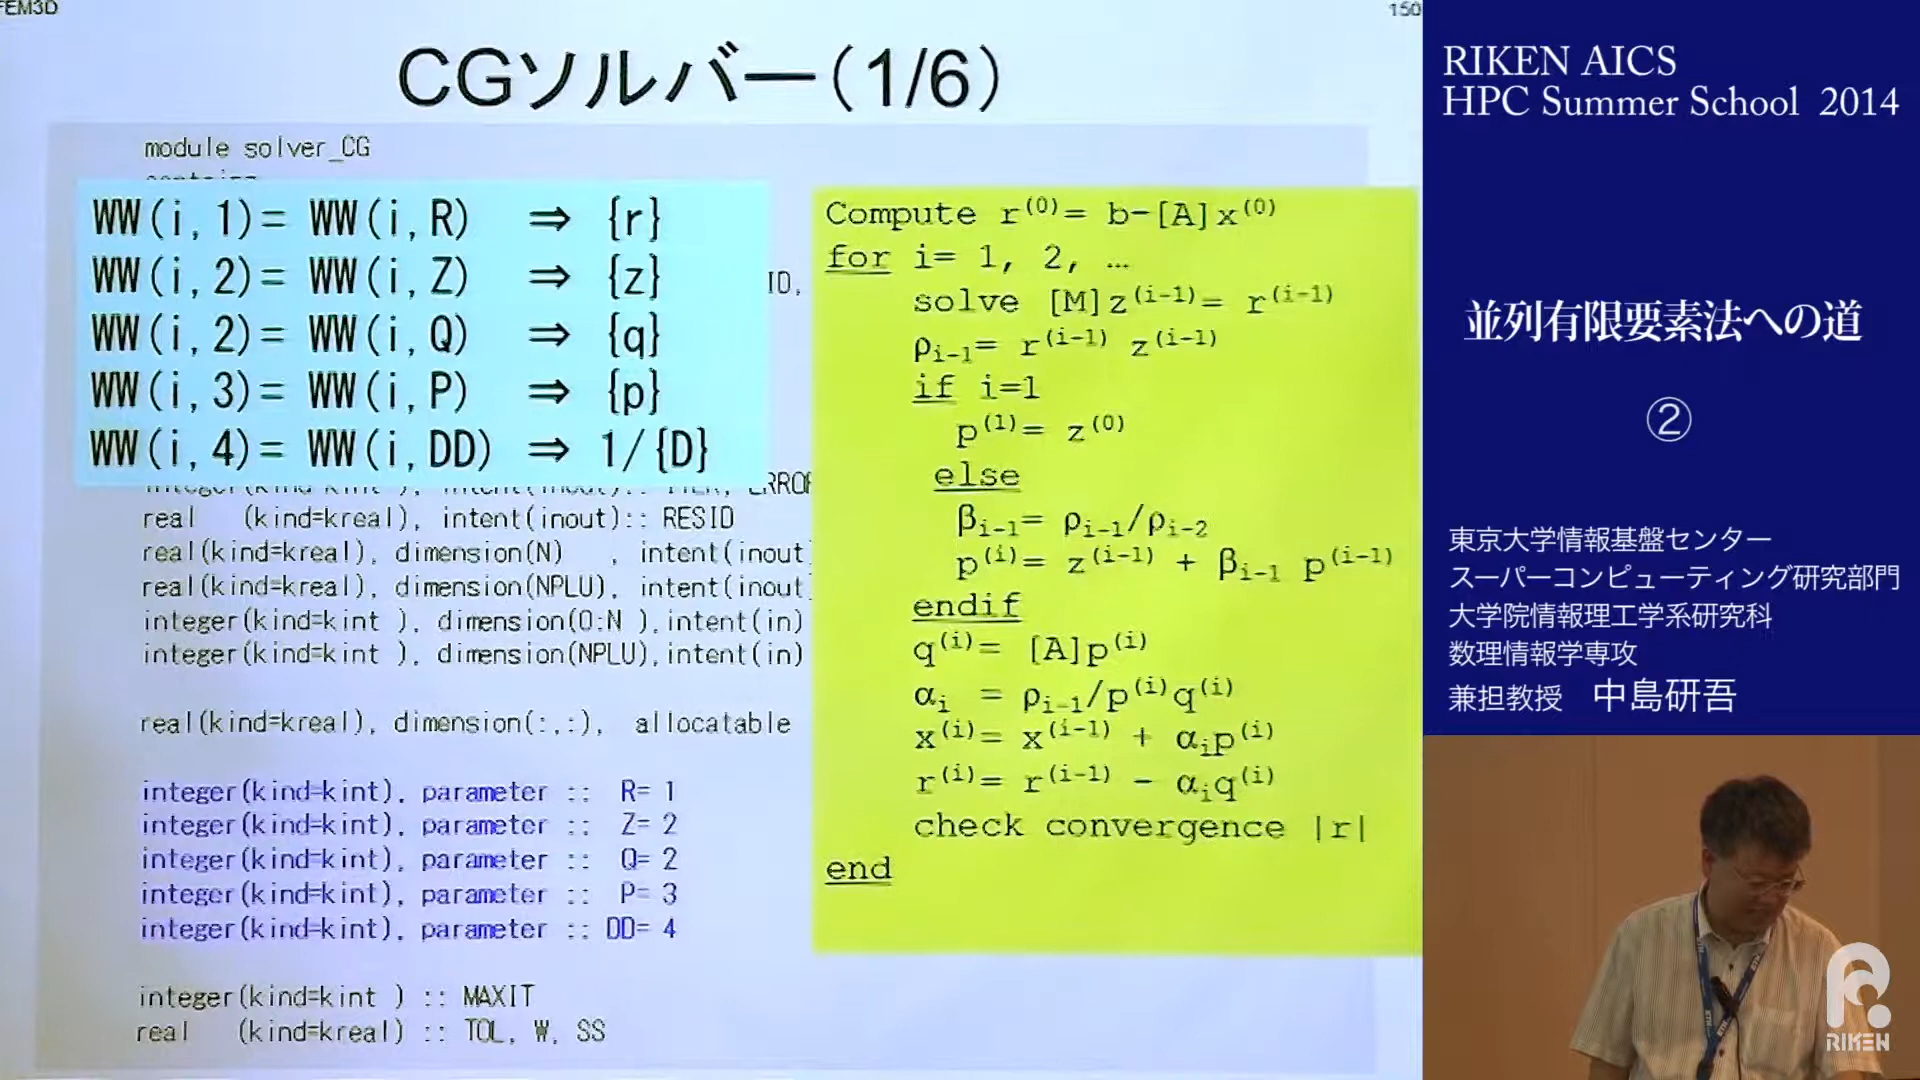 FEM3D
150
CGソルバー(1/6)
module solver_CG
WW(i,1)= WW(i,R) ⇒ {r}
WW(i,2)= WW(i,Z) ⇒ {z}
WW(i,2)= WW(i,Q) ⇒ {q}
WW(i,3)= WW(i,P) ⇒ {p}
WW(i,4)= WW(i,DD) ⇒ 1/{D}
real (kind=kreal), intent(inout):: RESID
real(kind=kreal), dimension(N) , intent(inout
real(kind=kreal), dimension(NPLU), intent(inout
integer(kind=kint ), dimension(0:N ),intent(in)
integer(kind=kint ), dimension(NPLU),intent(in)
real(kind=kreal), dimension(:,:), allocatable
integer(kind=kint), parameter :: R= 1
integer(kind=kint), parameter :: Z= 2
integer(kind=kint), parameter :: Q= 2
integer(kind=kint), parameter :: P= 3
integer(kind=kint), parameter :: DD= 4
integer(kind=kint ) :: MAXIT
real (kind=kreal) :: TOL, W, SS
Compute r(0)= b-[A]x(0)
for i= 1, 2, …
solve [M]z(i-1)= r(i-1)
ρi-1= r(i-1) z(i-1)
if i=1
p(1)= z(0)
else
βi-1= ρi-1/ρi-2
p(i)= z(i-1) + βi-1 p(i-1)
endif
q(i)= [A]p(i)
αi = ρi-1/p(i)q(i)
x(i)= x(i-1) + αip(i)
r(i)= r(i-1) - αiq(i)
check convergence |r|
end
RIKEN AICS
HPC Summer School 2014
並列有限要素法への道
②
東京大学情報基盤センター
スーパーコンピューティング研究部門
大学院情報理工学系研究科
数理情報学専攻
兼担教授 中島研吾
RIKEN